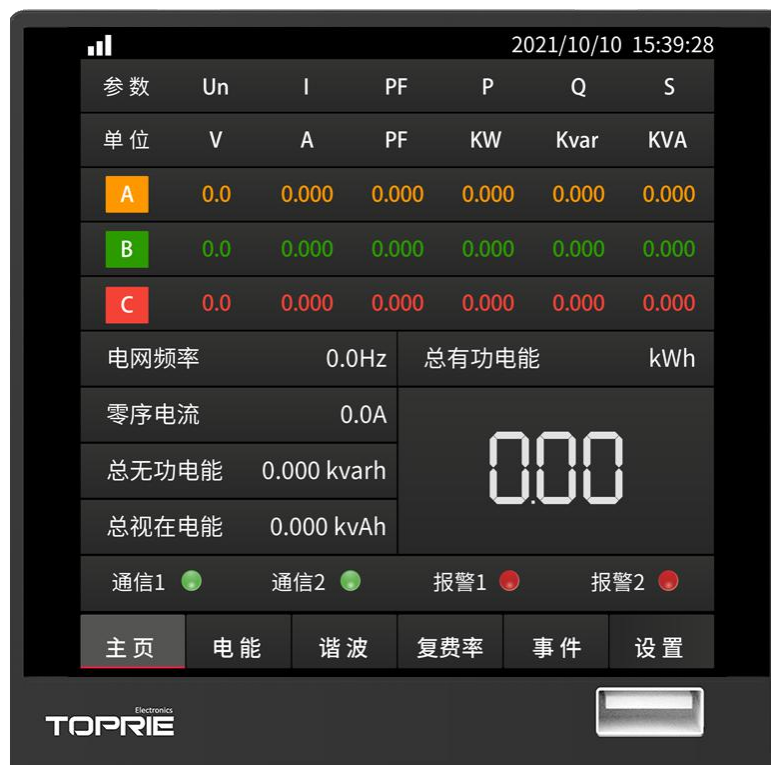 2021/10/10 15:39:28
参数 Un I PF P Q S
单位 V A PF KW Kvar KVA
A 0.0 0.000 0.000 0.000 0.000 0.000
B 0.0 0.000 0.000 0.000 0.000 0.000
C 0.0 0.000 0.000 0.000 0.000 0.000
电网频率 0.0Hz 总有功电能 kWh
零序电流 0.0A
0.00
总无功电能 0.000 kvarh
总视在电能 0.000 kvAh
通信1 通信2 报警1 报警2
主页 电能 谐波 复费率 事件 设置
Electronics
TOPRIE